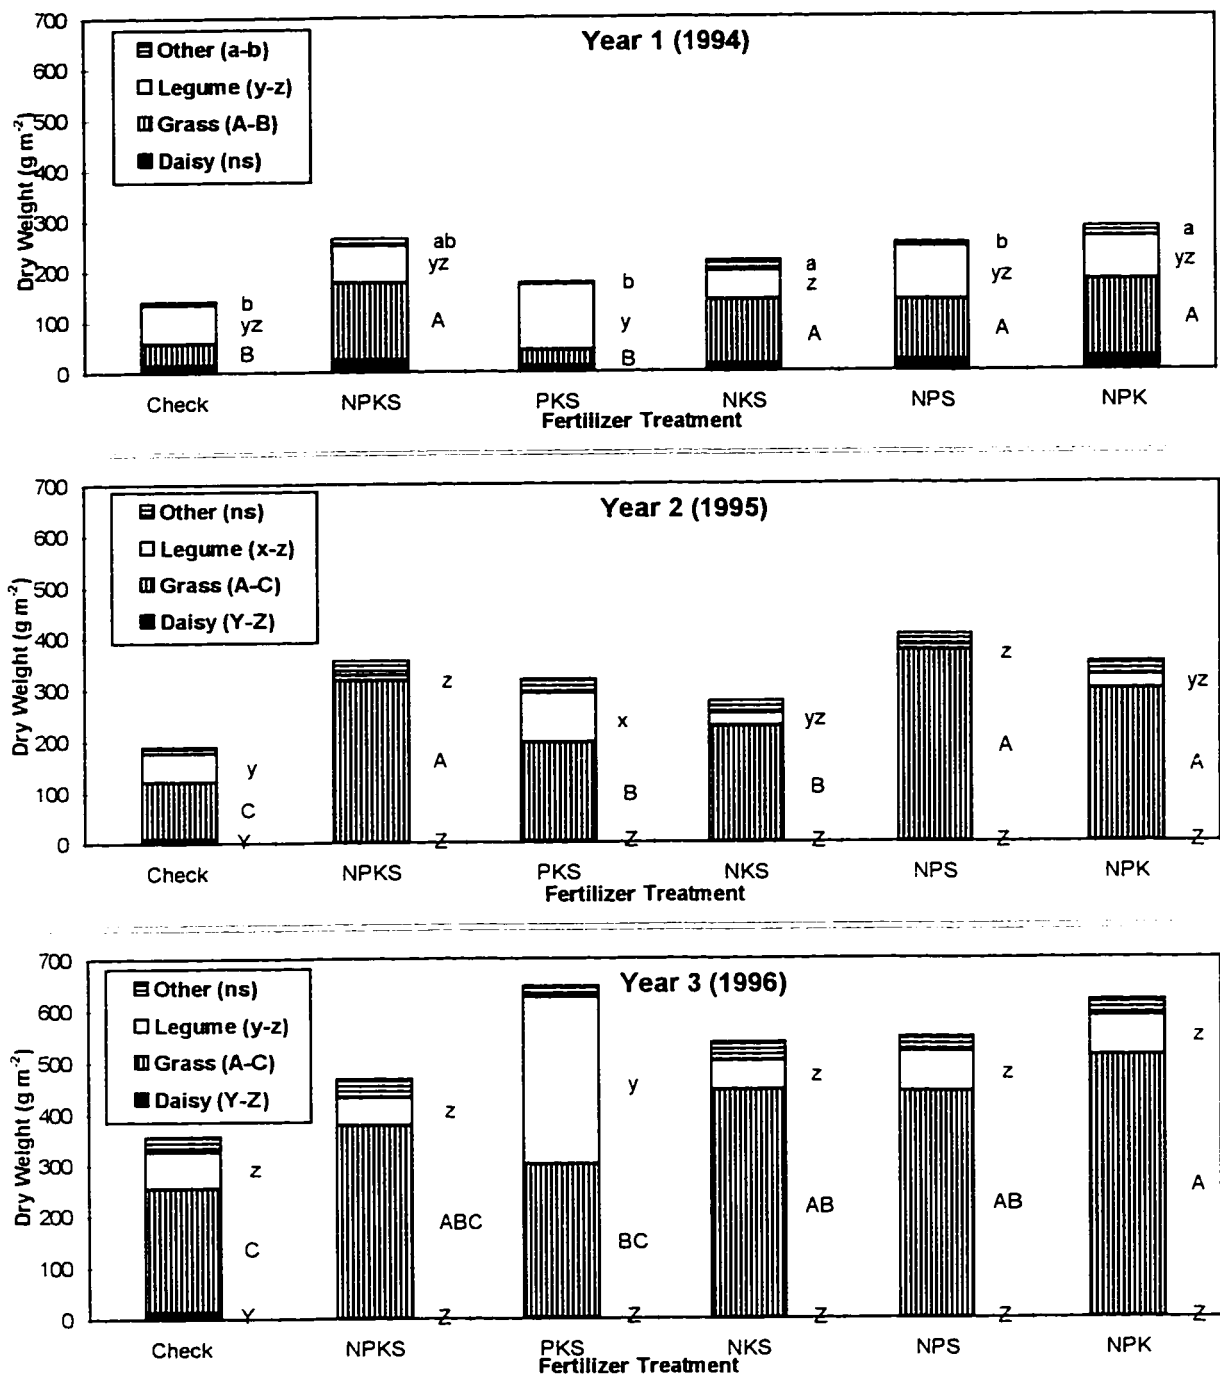 Year 1 (1994)
Other (a-b)
Legume (y-z)
Grass (A-B)
Daisy (ns)
Dry Weight (g m-2)
700
600
500
400
300
200
100
0
b
yz
B
ab
yz
A
b
y
B
a
z
A
b
yz
A
a
yz
A
Check NPKS PKS NKS NPS NPK
Fertilizer Treatment
Year 2 (1995)
Other (ns)
Legume (x-z)
Grass (A-C)
Daisy (Y-Z)
Dry Weight (g m-2)
700
600
500
400
300
200
100
0
y
C
Y
z
A
Z
x
B
Z
yz
B
Z
z
A
Z
yz
A
Z
Check NPKS PKS NKS NPS NPK
Fertilizer Treatment
Year 3 (1996)
Other (ns)
Legume (y-z)
Grass (A-C)
Daisy (Y-Z)
Dry Weight (g m-2)
700
600
500
400
300
200
100
0
z
C
Y
z
ABC
Z
y
BC
Z
z
AB
Z
z
AB
Z
z
A
Z
Check NPKS PKS NKS NPS NPK
Fertilizer Treatment